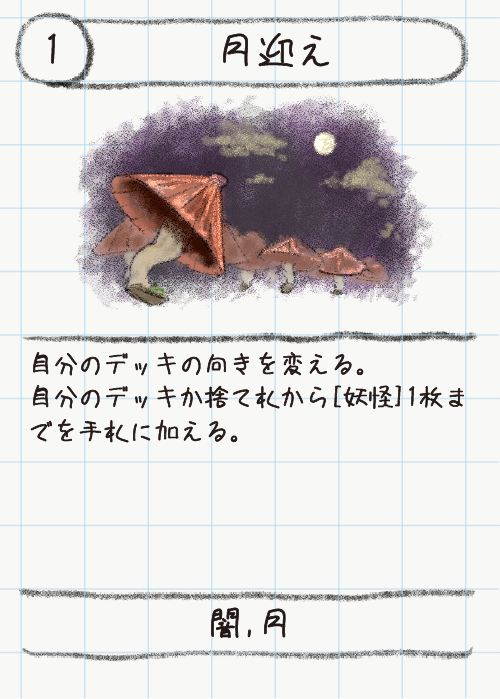 1
月迎え
自分のデッキの向きを変える。
自分のデッキか捨て札から[妖怪]1枚ま
でを手札に加える。
闇,月